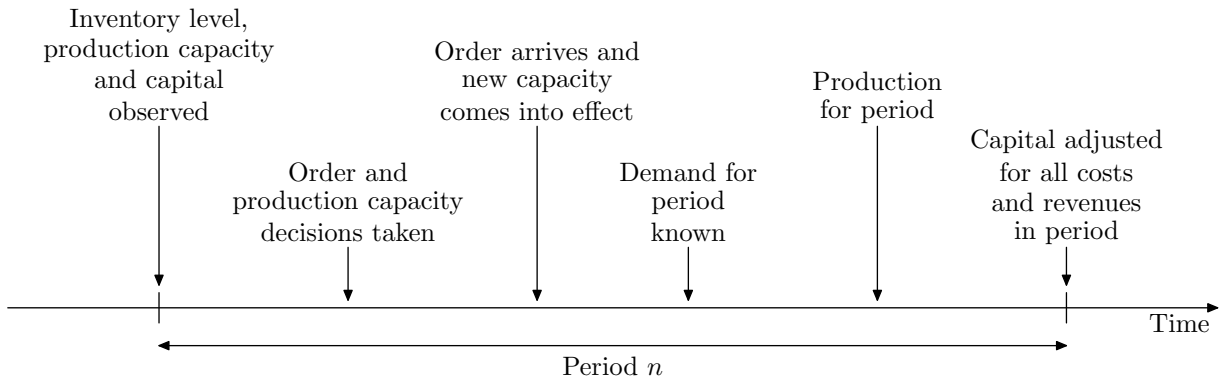 Inventory level,
production capacity
and capital
observed
Order and
production capacity
decisions taken
Order arrives and
new capacity
comes into effect
Demand for
period
known
Production
for period
Capital adjusted
for all costs
and revenues
in period
Time
Period n